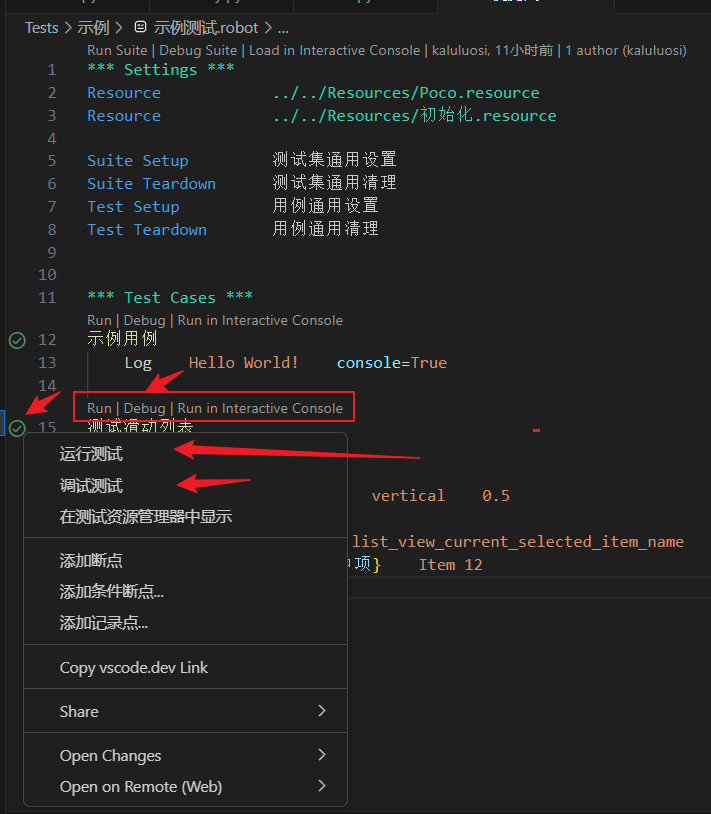 Tests > 示例 > 示例测试.robot > ...
Run Suite | Debug Suite | Load in Interactive Console | kaluluosi, 11小时前 | 1 author (kaluluosi)
1 *** Settings ***
2 Resource ../../Resources/Poco.resource
3 Resource ../../Resources/初始化.resource
4
5 Suite Setup 测试集通用设置
6 Suite Teardown 测试集通用清理
7 Test Setup 用例通用设置
8 Test Teardown 用例通用清理
9
10
11 *** Test Cases ***
Run | Debug | Run in Interactive Console
12 示例用例
13 Log Hello World! console=True
14
Run | Debug | Run in Interactive Console
15 测试滑动列表
运行测试
调试测试
vertical 0.5
在测试资源管理器中显示
list_view_current_selected_item_name
添加断点
项} Item 12
添加条件断点...
添加记录点...
Copy vscode.dev Link
Share
Open Changes
Open on Remote (Web)